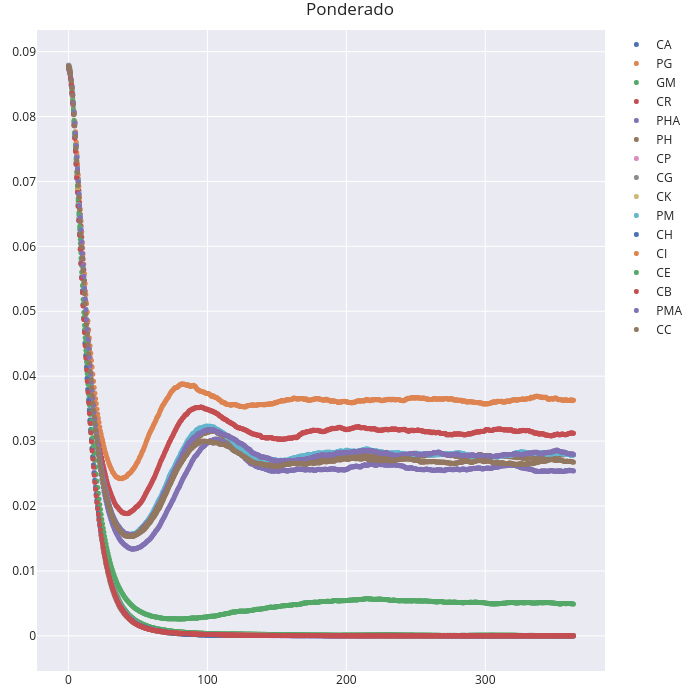 Ponderado
0.09
0.08
0.07
0.06
0.05
0.04
0.03
0.02
0.01
0
0 100 200 300
CA
PG
GM
CR
PHA
PH
CP
CG
CK
PM
CH
CI
CE
CB
PMA
CC